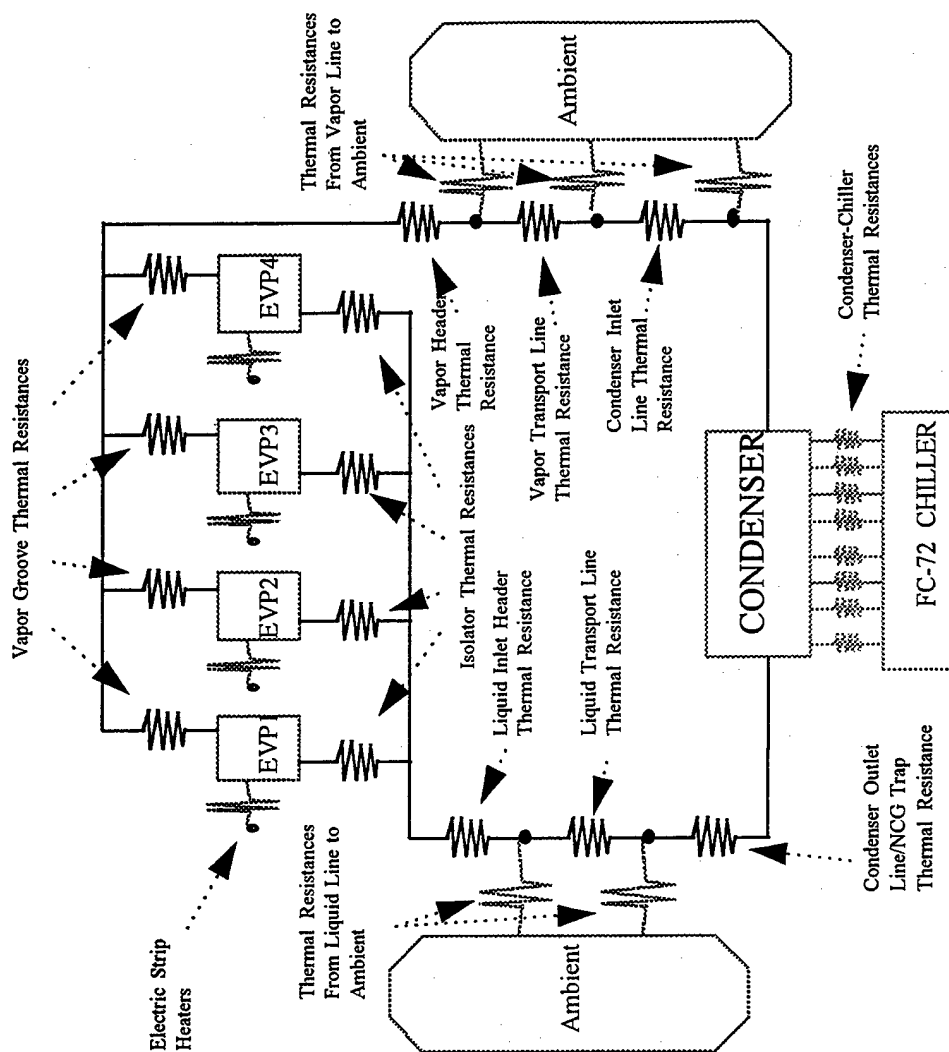 Electric Strip
Heaters
Vapor Groove Thermal Resistances
EVP1
EVP2
EVP3
EVP4
Thermal Resistances
From Liquid Line to
Ambient
Isolator Thermal Resistances
Thermal Resistances
From Vapor Line to
Ambient
Liquid Inlet Header
Thermal Resistance
Vapor Header
Thermal
Resistance
Liquid Transport Line
Thermal Resistance
Vapor Transport Line
Thermal Resistance
Condenser Inlet
Line Thermal
Resistance
Ambient
Ambient
CONDENSER
Condenser Outlet
Line/NCG Trap
Thermal Resistance
Condenser-Chiller
Thermal Resistances
FC-72 CHILLER